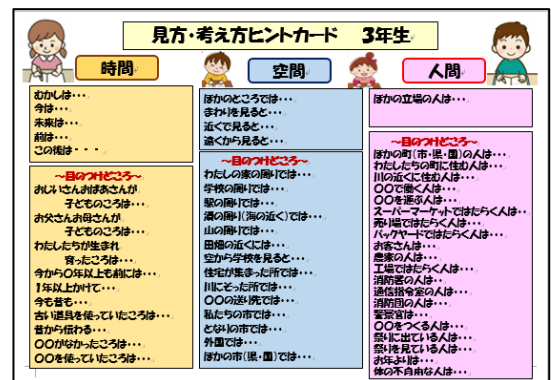 見方・考え方ヒントカード　3年生
時間
むかしは・・・
今は・・・
未来は・・・
前は・・・
この後は・・・
～目のつけどころ～
おじいさんおばあさんが
子どものころは・・・
お父さんお母さんが
子どものころは・・・
わたしたちが生まれ
育ったころは・・・
今から〇年以上も前には・・・
1年以上かけて・・・
今も昔も・・・
古い道具を使っていたころは・・・
昔から伝わる・・・
〇〇がなかったころは・・・
〇〇を使っていたころは・・・
空間
ほかのところでは・・・
まわりを見ると・・・
近くで見ると・・・
遠くから見ると・・・
～目のつけどころ～
わたしの家の周りでは・・・
学校の周りでは・・・
駅の周りでは・・・
港の周り（海の近く）では・・・
山の周りでは・・・
田畑の近くには・・・
空から学校を見ると・・・
住宅が集まった所では・・・
川にそった所では・・・
〇〇の送り先では・・・
私たちの市では・・・
となりの市では・・・
外国では・・・
ほかの市（県・国）では・・・
人間
ほかの立場の人は・・・
～目のつけどころ～
ほかの町（市・県・国）の人は・・・
わたしたちの町に住む人は・・・
川の近くに住む人は・・・
〇〇で働く人は・・・
〇〇を運ぶ人は・・・
スーパーマーケットではたらく人は・・・
売り場ではたらく人は・・・
バックヤードではたらく人は・・・
お客さんは・・・
農家の人は・・・
工場ではたらく人は・・・
消防署の人は・・・
通信指令室の人は・・・
消防団の人は・・・
警察官は・・・
〇〇をつくる人は・・・
祭りに出ている人は・・・
祭りを見ている人は・・・
お年よりは・・・
体の不自由な人は・・・